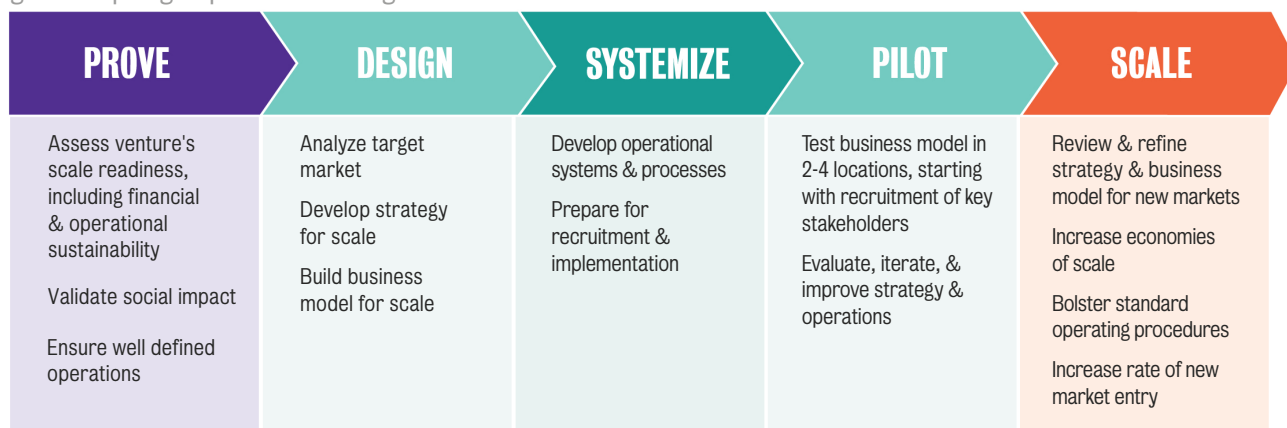 PROVE
DESIGN
SYSTEMIZE
PILOT
SCALE
Assess venture's
scale readiness,
including financial
& operational
sustainability
Validate social impact
Ensure well defined
operations
Analyze target
market
Develop strategy
for scale
Build business
model for scale
Develop operational
systems & processes
Prepare for
recruitment &
implementation
Test business model in
2-4 locations, starting
with recruitment of key
stakeholders
Evaluate, iterate, &
improve strategy &
operations
Review & refine
strategy & business
model for new markets
Increase economies
of scale
Bolster standard
operating procedures
Increase rate of new
market entry